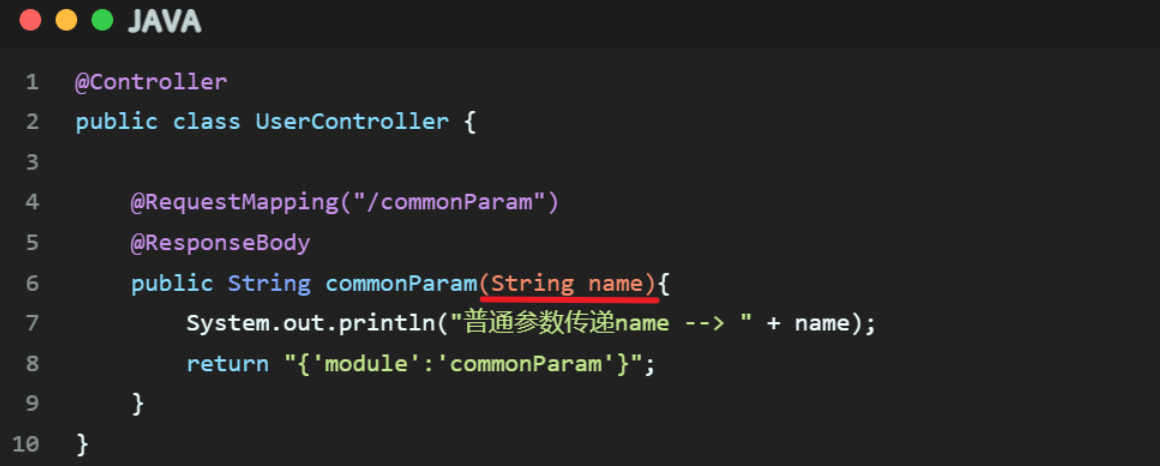 JAVA
1 @Controller
2 public class UserController {
3
4 @RequestMapping("/commonParam")
5 @ResponseBody
6 public String commonParam(String name){
7 System.out.println("普通参数传递name --> " + name);
8 return "{'module':'commonParam'}";
9 }
10 }